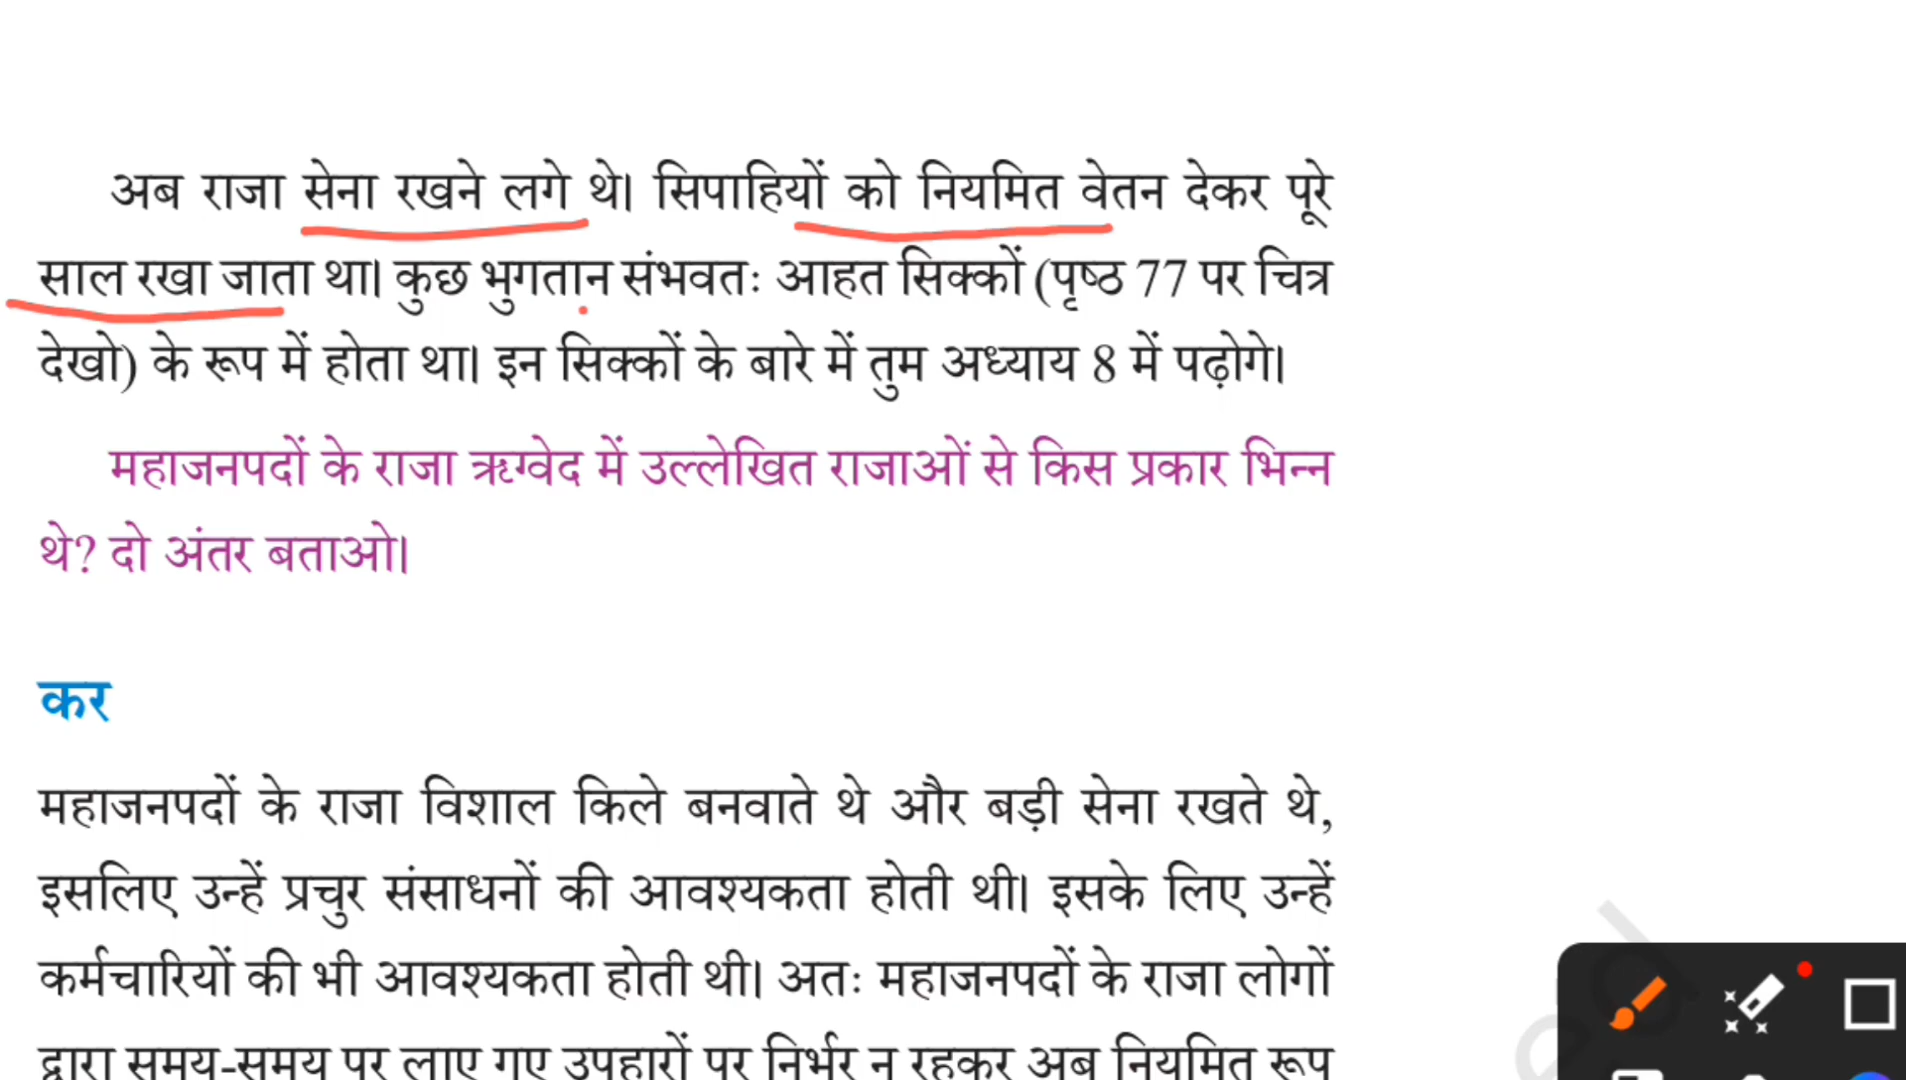 अब राजा सेना रखने लगे थे। सिपाहियों को नियमित वेतन देकर पूरे
साल रखा जाता था। कुछ भुगतान संभवतः आहत सिक्कों (पृष्ठ 77 पर चित्र
देखो) के रूप में होता था। इन सिक्कों के बारे में तुम अध्याय 8 में पढ़ोगे।
महाजनपदों के राजा ऋग्वेद में उल्लेखित राजाओं से किस प्रकार भिन्न
थे? दो अंतर बताओ।
कर
महाजनपदों के राजा विशाल किले बनवाते थे और बड़ी सेना रखते थे,
इसलिए उन्हें प्रचुर संसाधनों की आवश्यकता होती थी। इसके लिए उन्हें
कर्मचारियों की भी आवश्यकता होती थी। अतः महाजनपदों के राजा लोगों
द्वारा समय-समय पर लाए गए उपहारों पर निर्भर न रहकर अब नियमित रूप